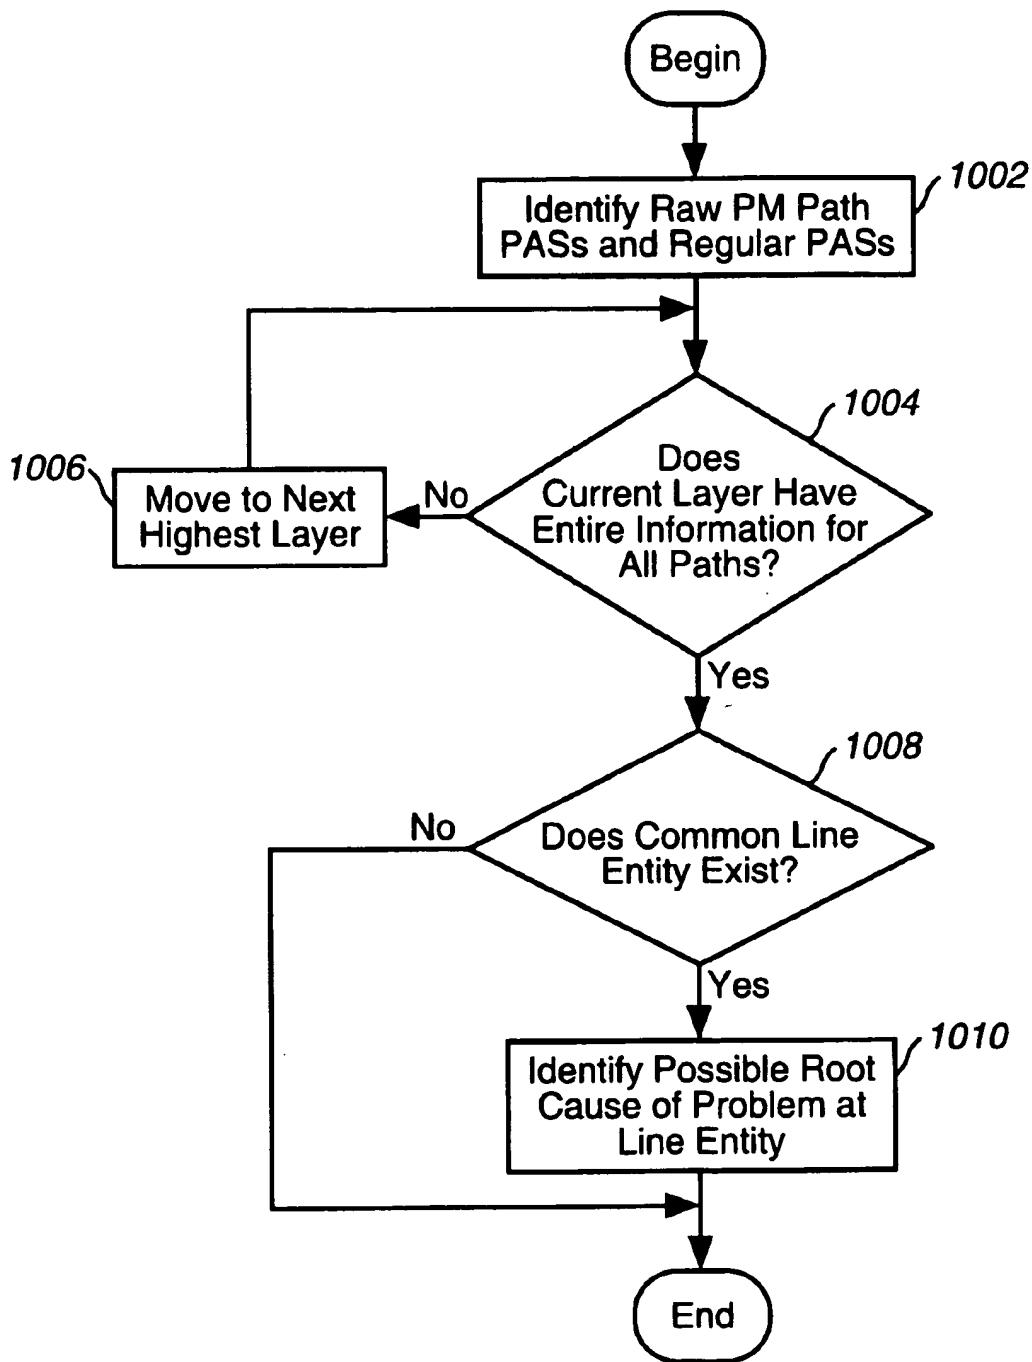 Begin
1002
Identify Raw PM Path
PASs and Regular PASs
1004
Does
Current Layer Have
Entire Information for
All Paths?
No
1006
Move to Next
Highest Layer
Yes
1008
Does Common Line
Entity Exist?
No
Yes
1010
Identify Possible Root
Cause of Problem at
Line Entity
End